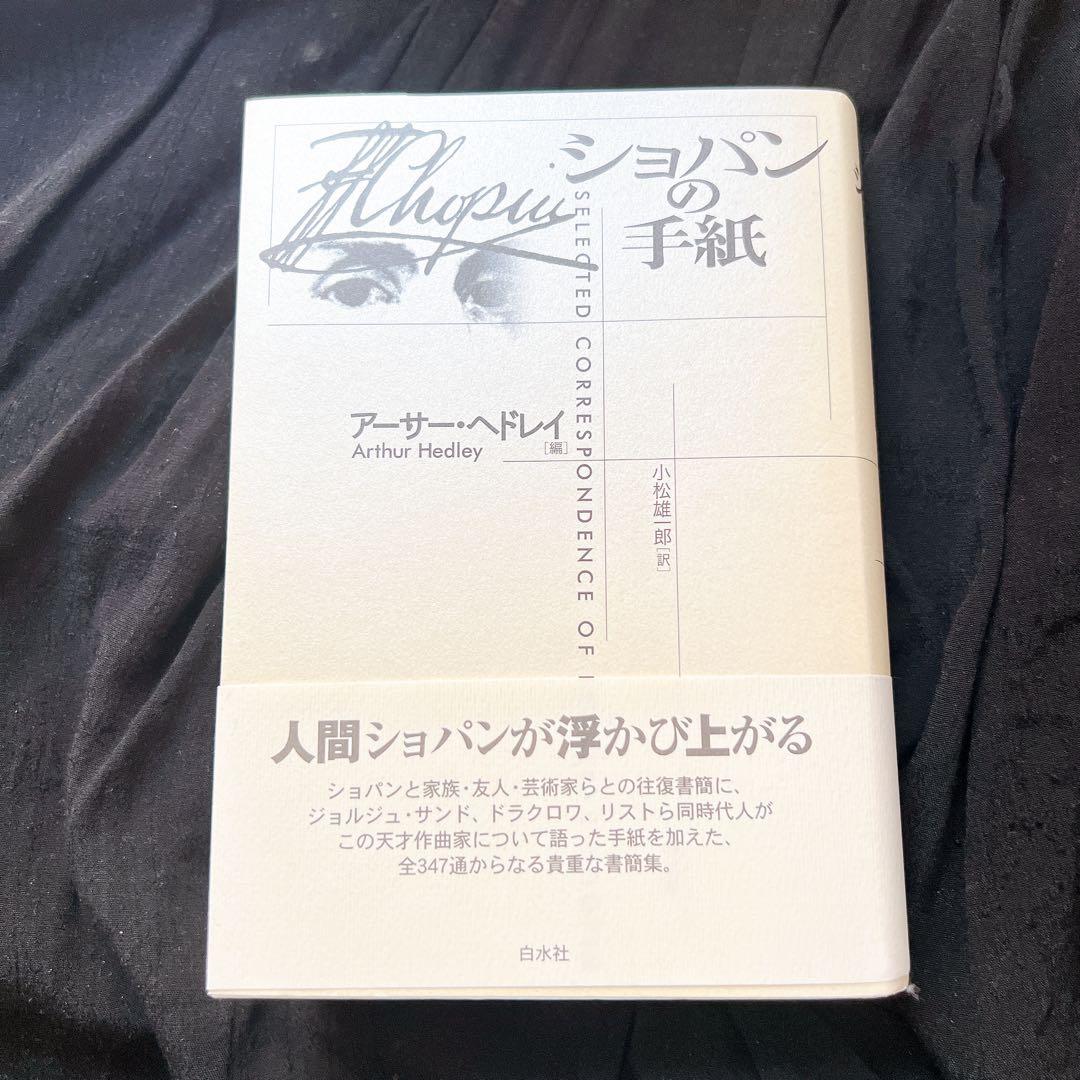 Chopin
ショパン
の
手紙
SELECTED CORRESPONDENCE OF
アーサー・ヘドレイ
[編]
Arthur Hedley
小松雄一郎[訳]
人間ショパンが浮かび上がる
ショパンと家族・友人・芸術家らとの往復書簡に、
ジョルジュ・サンド、ドラクロワ、リストら同時代人が
この天才作曲家について語った手紙を加えた、
全347通からなる貴重な書簡集。
白水社